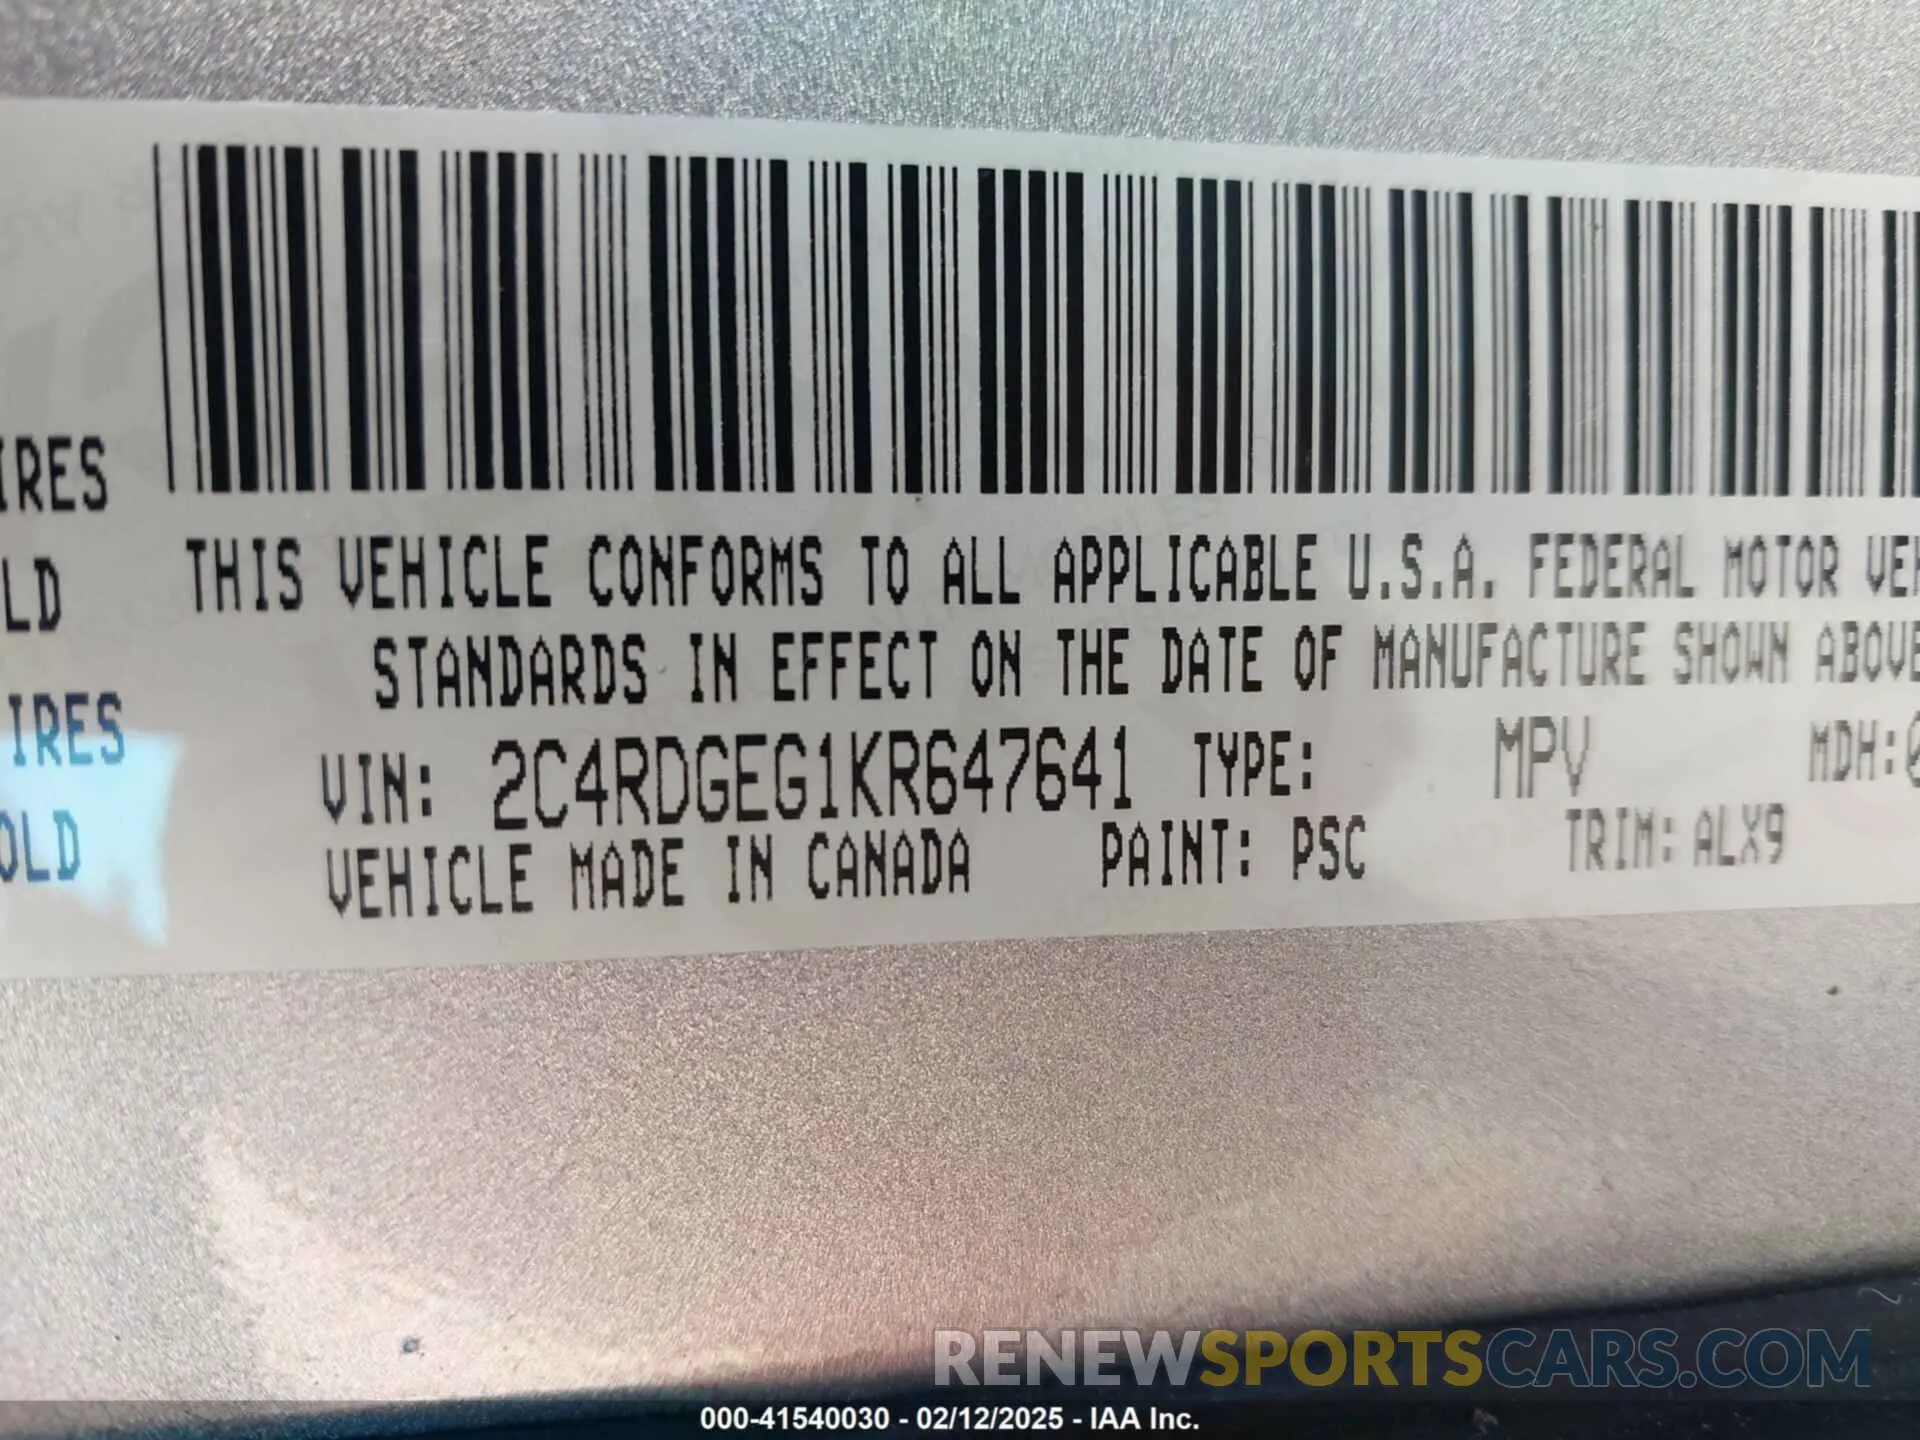 IRES
LD
IRES
OLD
THIS VEHICLE CONFORMS TO ALL APPLICABLE U.S.A. FEDERAL MOTOR VEH
STANDARDS IN EFFECT ON THE DATE OF MANUFACTURE SHOWN ABOVE
VIN: 2C4RDGEG1KR647641 TYPE: MPV MDH:0
VEHICLE MADE IN CANADA PAINT: PSC TRIM: ALX9
RENEWSPORTSCARS.COM
000-41540030 - 02/12/2025 - IAA Inc.